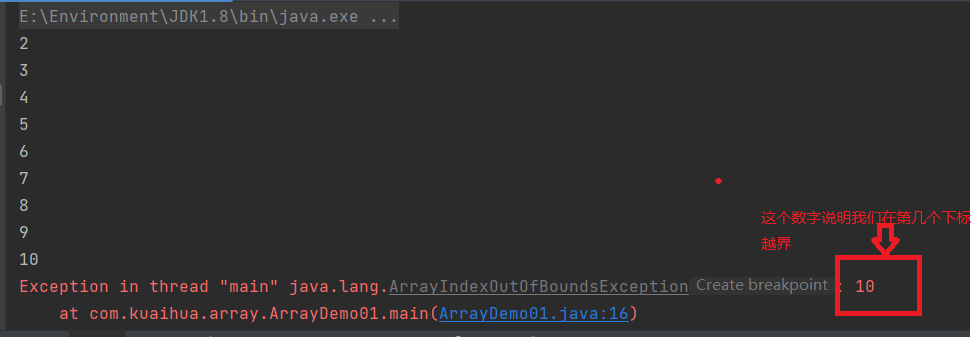 E:\Environment\JDK1.8\bin\java.exe ...
2
3
4
5
6
7
8
9
10
这个数字说明我们在第几个下标
越界
Exception in thread "main" java.lang.ArrayIndexOutOfBoundsException Create breakpoint : 10
at com.kuaihua.array.ArrayDemo01.main(ArrayDemo01.java:16)